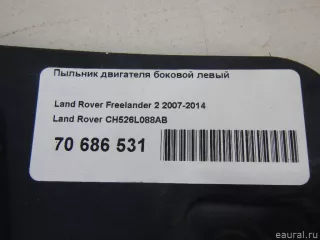 Пыльник двигателя боковой левый
Land Rover Freelander 2 2007-2014
Land Rover CH526L088AB
70 686 531
eaural.ru